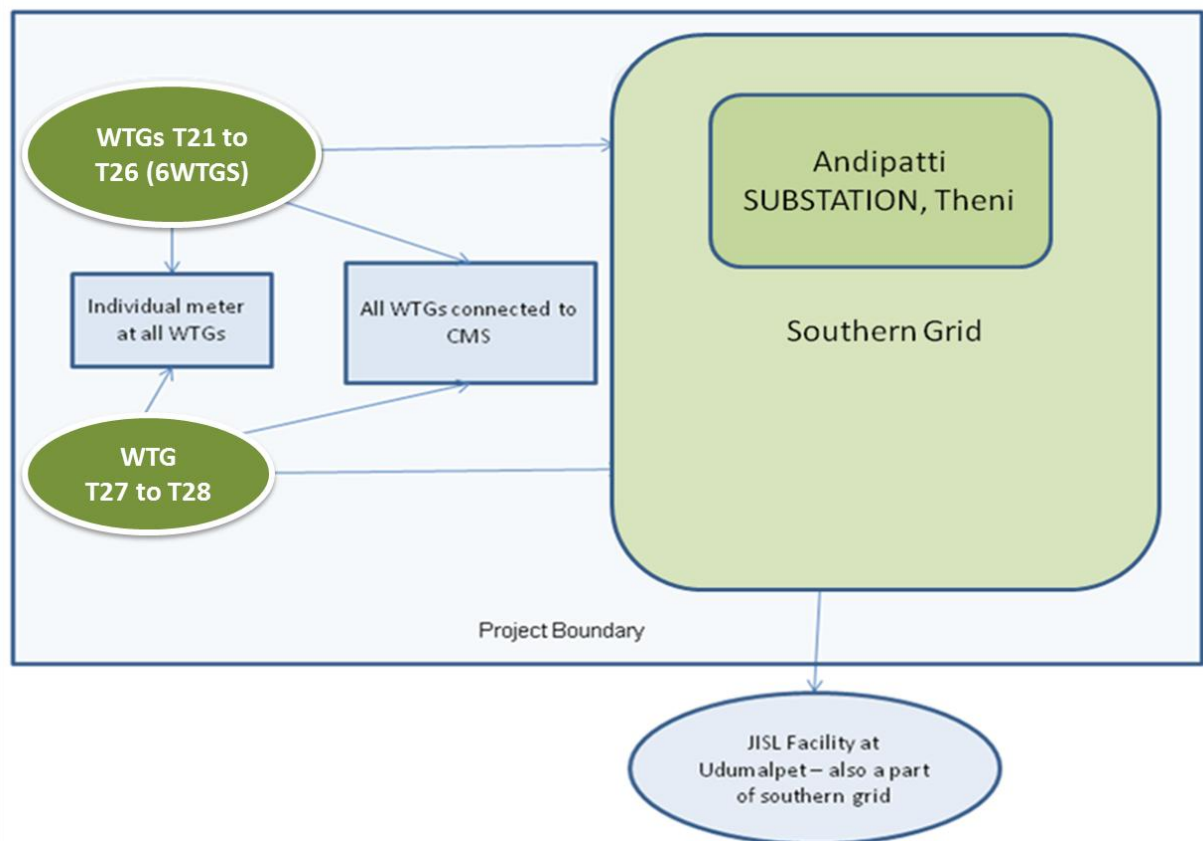 WTGs T21 to
T26 (6WTGS)
Andipatti
SUBSTATION, Theni
Individual meter
at all WTGs
All WTGs connected to
CMS
Southern Grid
WTG
T27 to T28
Project Boundary
JISL Facility at
Udumalpet – also a part
of southern grid